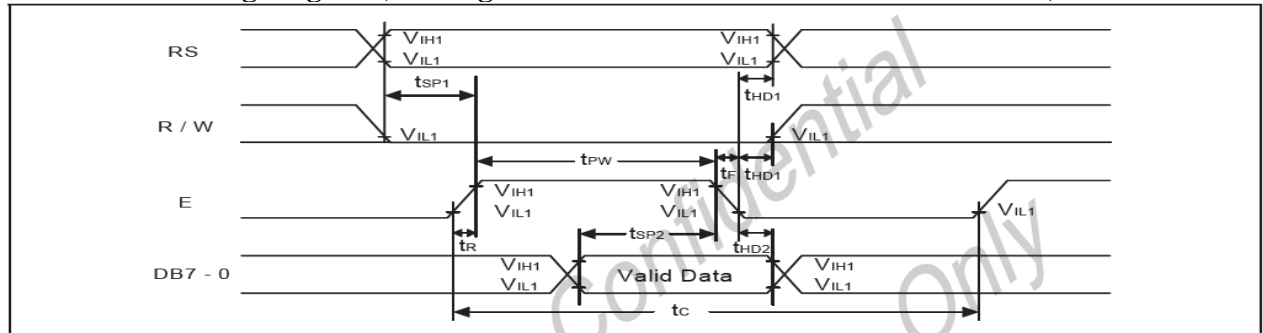 RS
VIH1 VIH1
VIL1 VIL1
tSP1 tHD1
R / W VIL1 VIL1
tPW tF tHD1
E VIH1 VIH1
VIL1 VIL1 VIL1
tR tSP2 tHD2
DB7 - 0 VIH1 Valid Data VIH1
VIL1 VIL1
tC
Confidential
Only